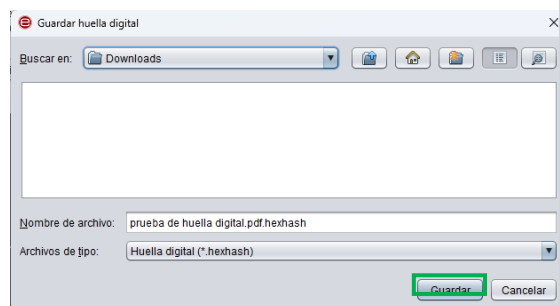 Guardar huella digital
Buscar en: Downloads
Nombre de archivo: prueba de huella digital.pdf.hexhash
Archivos de tipo: Huella digital (*.hexhash)
Guardar Cancelar